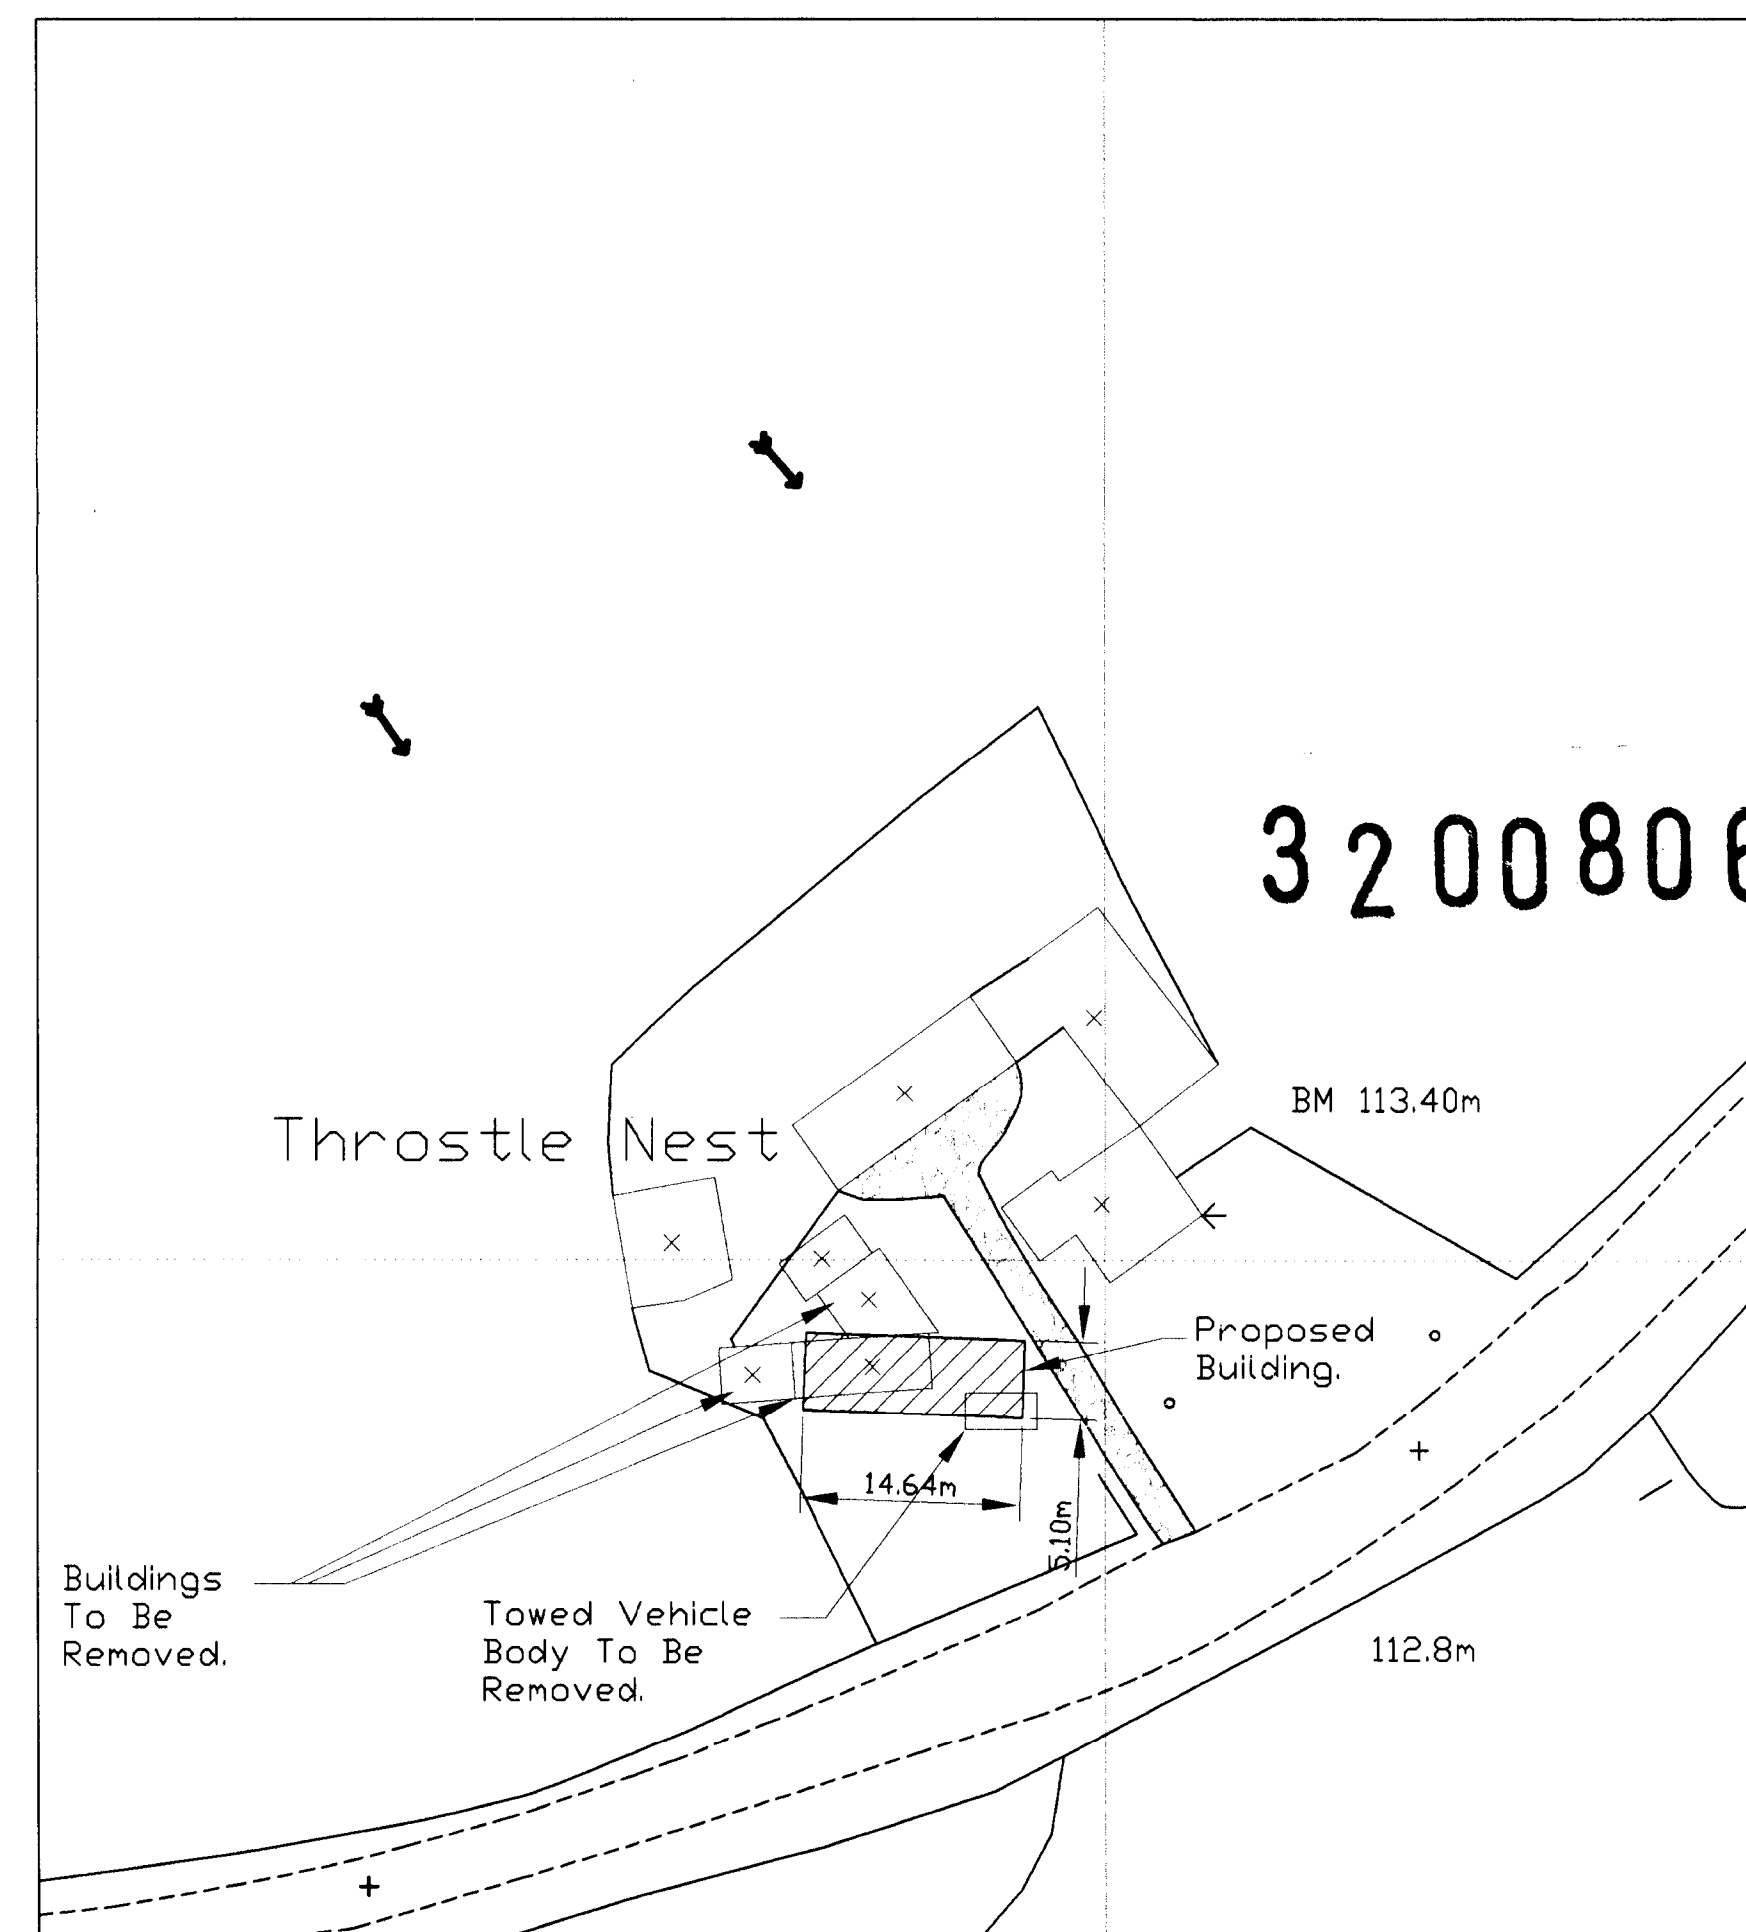 320080
BM 113.40m
Throstle Nest
Proposed
Building.
14.64m
5.10m
Buildings
To Be
Removed.
Towed Vehicle
Body To Be
Removed.
112.8m